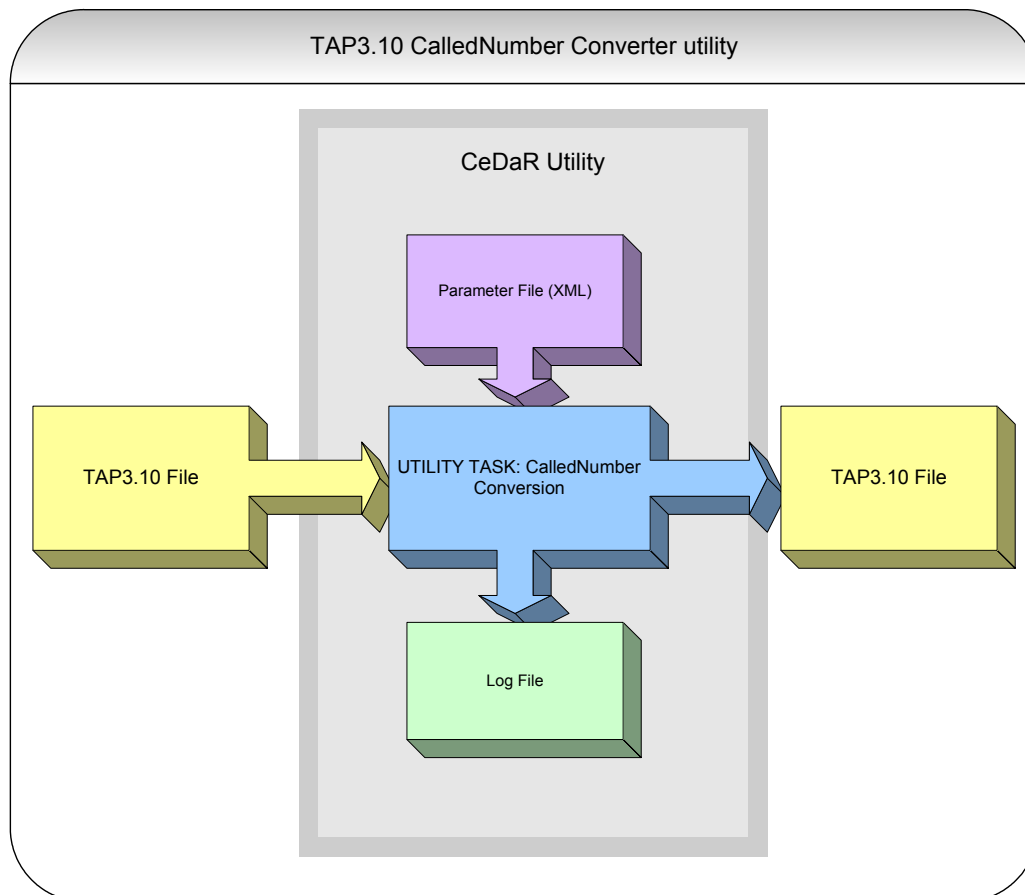 TAP3.10 CalledNumber Converter utility
CeDaR Utility
Parameter File (XML)
TAP3.10 File
UTILITY TASK: CalledNumber
Conversion
TAP3.10 File
Log File